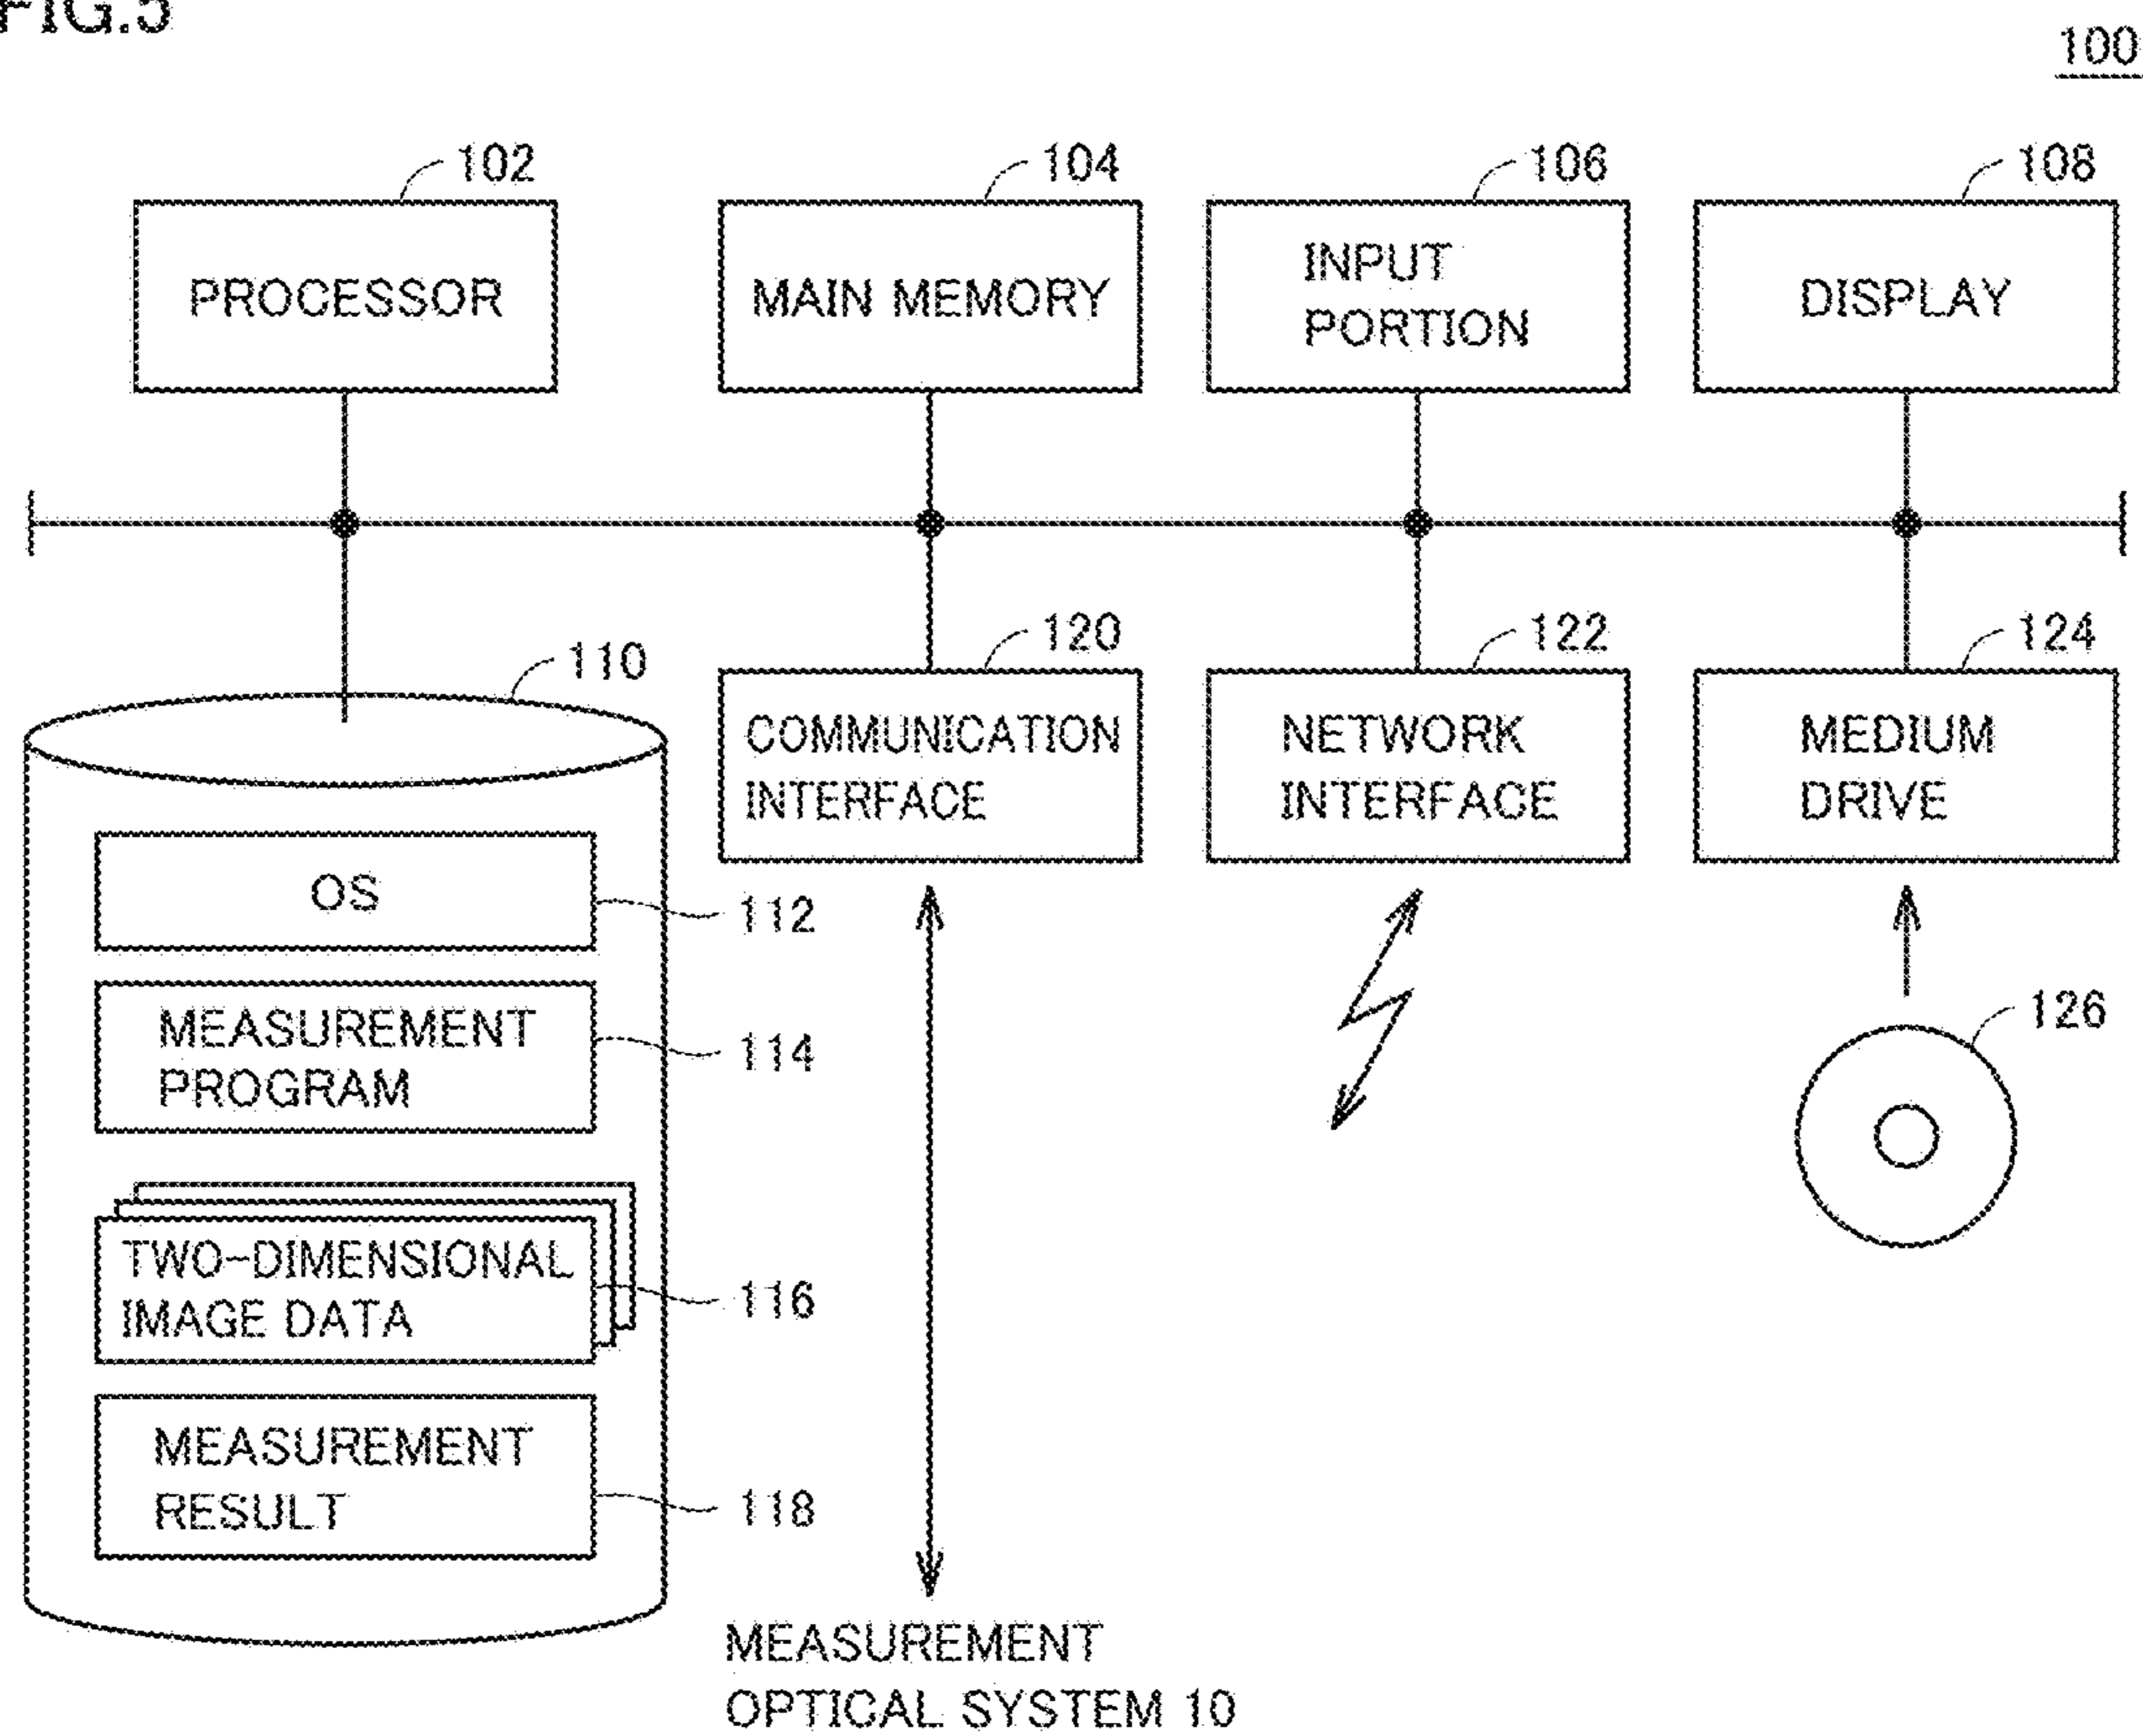 FIG.5
100
102
104
106
108
PROCESSOR
MAIN MEMORY
INPUT
PORTION
DISPLAY
110
120
122
124
COMMUNICATION
INTERFACE
NETWORK
INTERFACE
MEDIUM
DRIVE
OS
112
MEASUREMENT
PROGRAM
114
126
TWO-DIMENSIONAL
IMAGE DATA
116
MEASUREMENT
RESULT
118
MEASUREMENT
OPTICAL SYSTEM 10